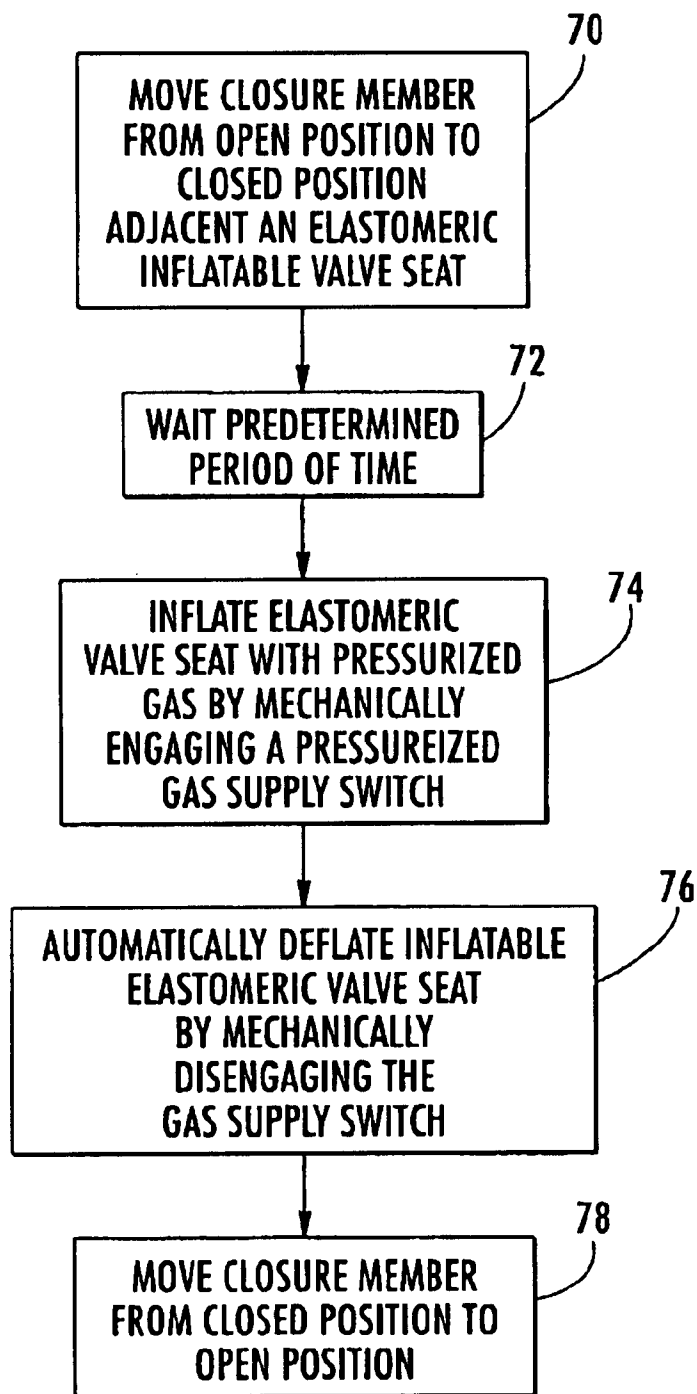 70
MOVE CLOSURE MEMBER
FROM OPEN POSITION TO
CLOSED POSITION
ADJACENT AN ELASTOMERIC
INFLATABLE VALVE SEAT
72
WAIT PREDETERMINED
PERIOD OF TIME
74
INFLATE ELASTOMERIC
VALVE SEAT WITH PRESSURIZED
GAS BY MECHANICALLY
ENGAGING A PRESSUREIZED
GAS SUPPLY SWITCH
76
AUTOMATICALLY DEFLATE INFLATABLE
ELASTOMERIC VALVE SEAT
BY MECHANICALLY
DISENGAGING THE
GAS SUPPLY SWITCH
78
MOVE CLOSURE MEMBER
FROM CLOSED POSITION TO
OPEN POSITION